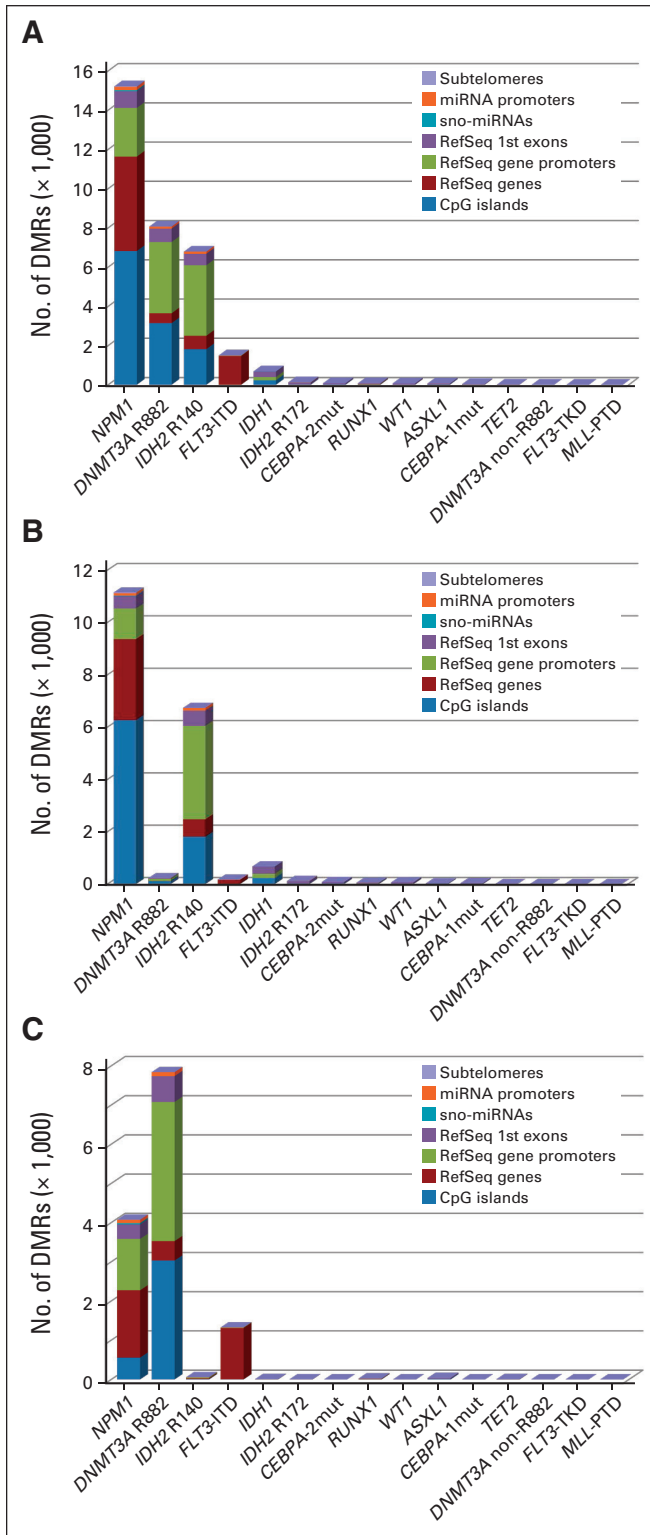 A
No. of DMRs (× 1,000)
16
14
12
10
8
6
4
2
0
Subtelomeres
miRNA promoters
sno-miRNAs
RefSeq 1st exons
RefSeq gene promoters
RefSeq genes
CpG islands
NPM1
DNMT3A R882
IDH2 R140
FLT3-ITD
IDH1
IDH2 R172
CEBPA-2mut
RUNX1
WT1
ASXL1
CEBPA-1mut
TET2
DNMT3A non-R882
FLT3-TKD
MLL-PTD
B
No. of DMRs (× 1,000)
12
10
8
6
4
2
0
Subtelomeres
miRNA promoters
sno-miRNAs
RefSeq 1st exons
RefSeq gene promoters
RefSeq genes
CpG islands
NPM1
DNMT3A R882
IDH2 R140
FLT3-ITD
IDH1
IDH2 R172
CEBPA-2mut
RUNX1
WT1
ASXL1
CEBPA-1mut
TET2
DNMT3A non-R882
FLT3-TKD
MLL-PTD
C
No. of DMRs (× 1,000)
8
6
4
2
0
Subtelomeres
miRNA promoters
sno-miRNAs
RefSeq 1st exons
RefSeq gene promoters
RefSeq genes
CpG islands
NPM1
DNMT3A R882
IDH2 R140
FLT3-ITD
IDH1
IDH2 R172
CEBPA-2mut
RUNX1
WT1
ASXL1
CEBPA-1mut
TET2
DNMT3A non-R882
FLT3-TKD
MLL-PTD